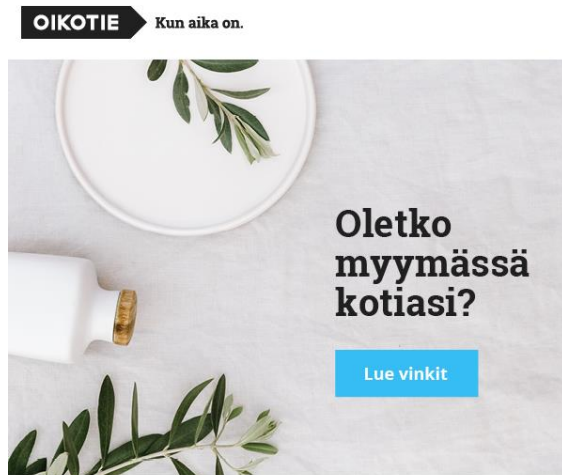 OIKOTIE Kun aika on.
Oletko
myymässä
kotiasi?
Lue vinkit